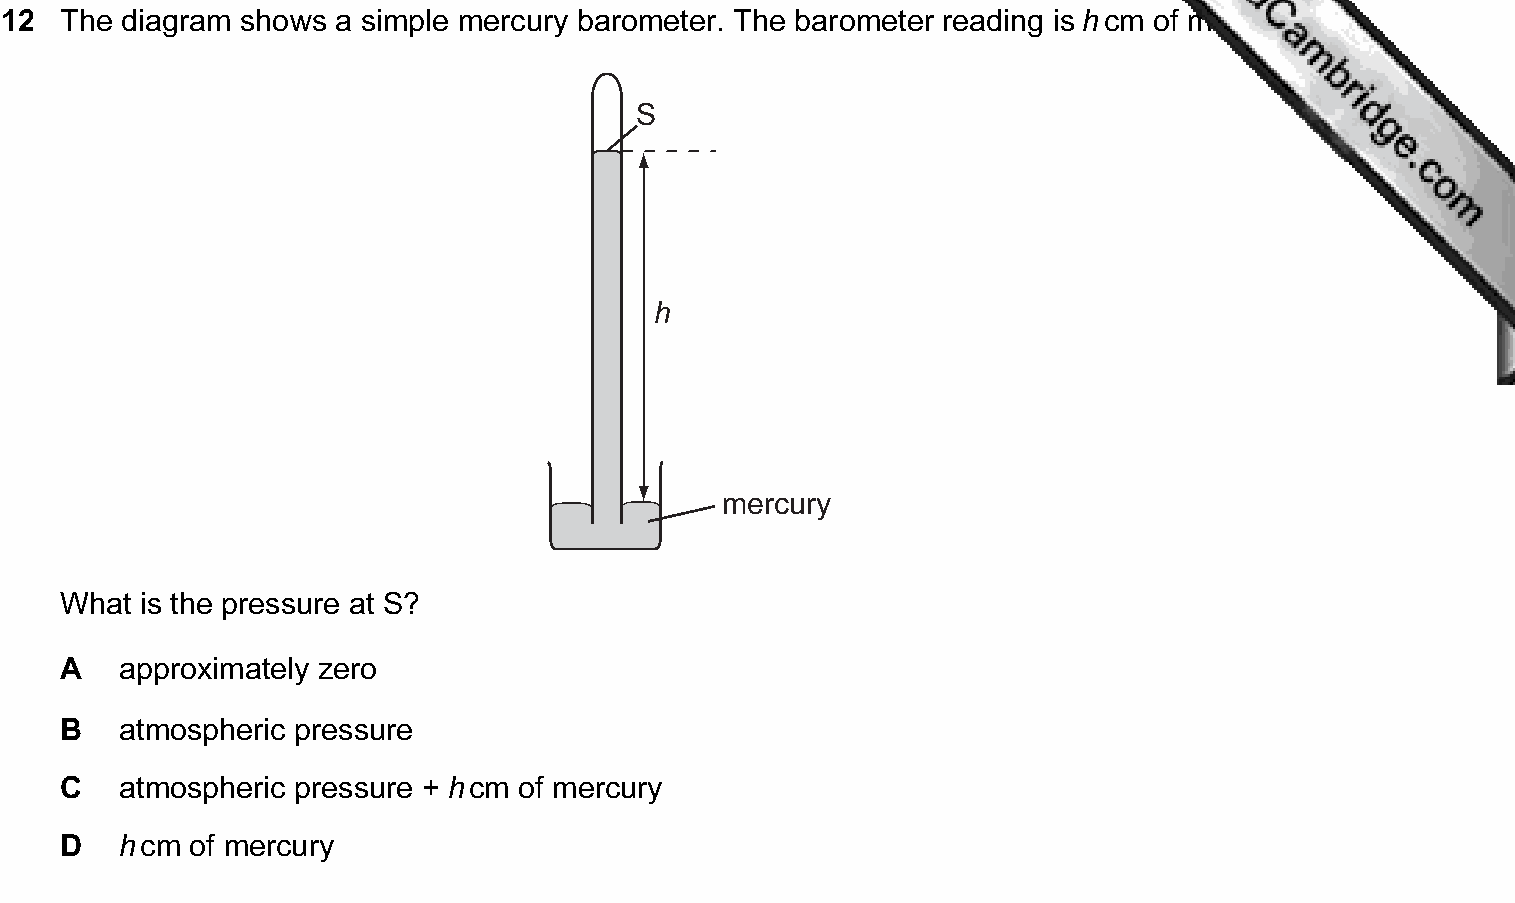 12 The diagram shows a simple mercury barometer. The barometer reading is h cm of
Cambridge.com
S
h
mercury
What is the pressure at S?
A approximately zero
B atmospheric pressure
C atmospheric pressure + h cm of mercury
D h cm of mercury